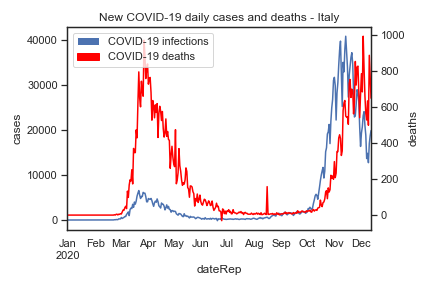 New COVID-19 daily cases and deaths - Italy
COVID-19 infections
COVID-19 deaths
40000
30000
20000
10000
0
cases
1000
800
600
400
200
0
deaths
Jan Feb Mar Apr May Jun Jul Aug Sep Oct Nov Dec
2020
dateRep